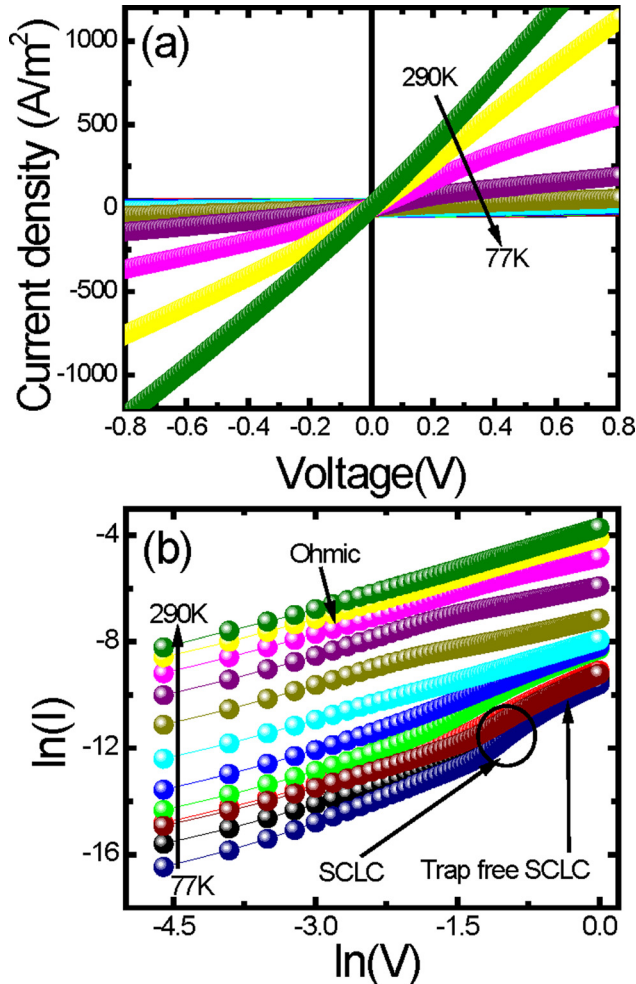 (a)
Current density (A/m²)
1000
500
0
-500
-1000
290K
77K
-0.8 -0.6 -0.4 -0.2 0.0 0.2 0.4 0.6 0.8
Voltage(V)
(b)
ln(I)
-4
-8
-12
-16
Ohmic
290K
77K
SCLC
Trap free SCLC
-4.5 -3.0 -1.5 0.0
ln(V)